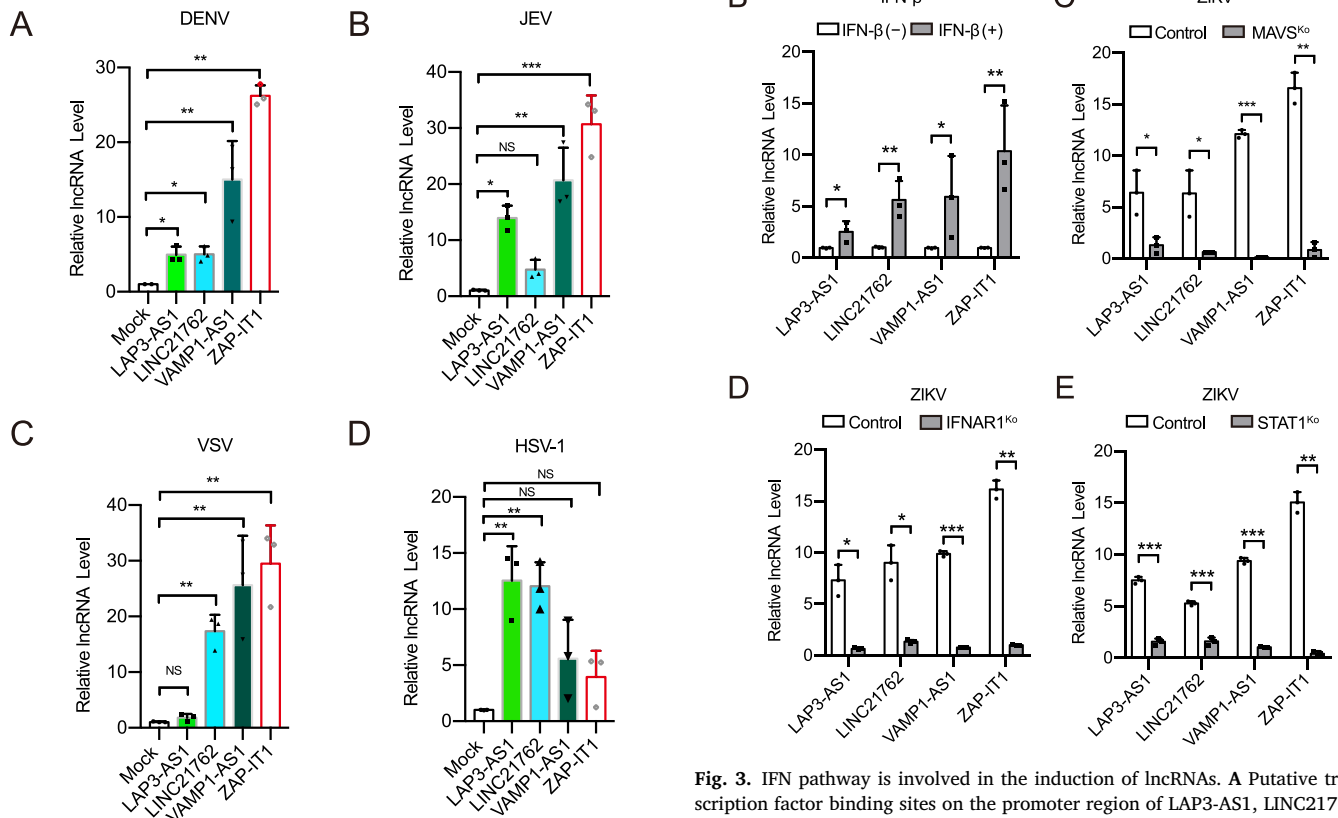 A
DENV
Relative lncRNA Level
30
20
10
0
**
**
*
*
Mock
LAP3-AS1
LINC21762
VAMP1-AS1
ZAP-IT1
B
JEV
Relative lncRNA Level
40
30
20
10
0
***
**
NS
*
Mock
LAP3-AS1
LINC21762
VAMP1-AS1
ZAP-IT1
C
VSV
Relative lncRNA Level
40
30
20
10
0
**
**
**
NS
Mock
LAP3-AS1
LINC21762
VAMP1-AS1
ZAP-IT1
D
HSV-1
Relative lncRNA Level
20
15
10
5
0
NS
NS
**
**
Mock
LAP3-AS1
LINC21762
VAMP1-AS1
ZAP-IT1
IFN-β(−) IFN-β(+)
Relative lncRNA Level
20
15
10
5
0
*
**
*
**
LAP3-AS1
LINC21762
VAMP1-AS1
ZAP-IT1
Control MAVSKo
Relative lncRNA Level
20
15
10
5
0
*
*
***
**
LAP3-AS1
LINC21762
VAMP1-AS1
ZAP-IT1
D
ZIKV
Control IFNAR1Ko
Relative lncRNA Level
20
15
10
5
0
*
*
***
**
LAP3-AS1
LINC21762
VAMP1-AS1
ZAP-IT1
E
ZIKV
Control STAT1Ko
Relative lncRNA Level
20
15
10
5
0
***
***
***
**
LAP3-AS1
LINC21762
VAMP1-AS1
ZAP-IT1
Fig. 3. IFN pathway is involved in the induction of lncRNAs. A Putative tr
scription factor binding sites on the promoter region of LAP3-AS1, LINC217